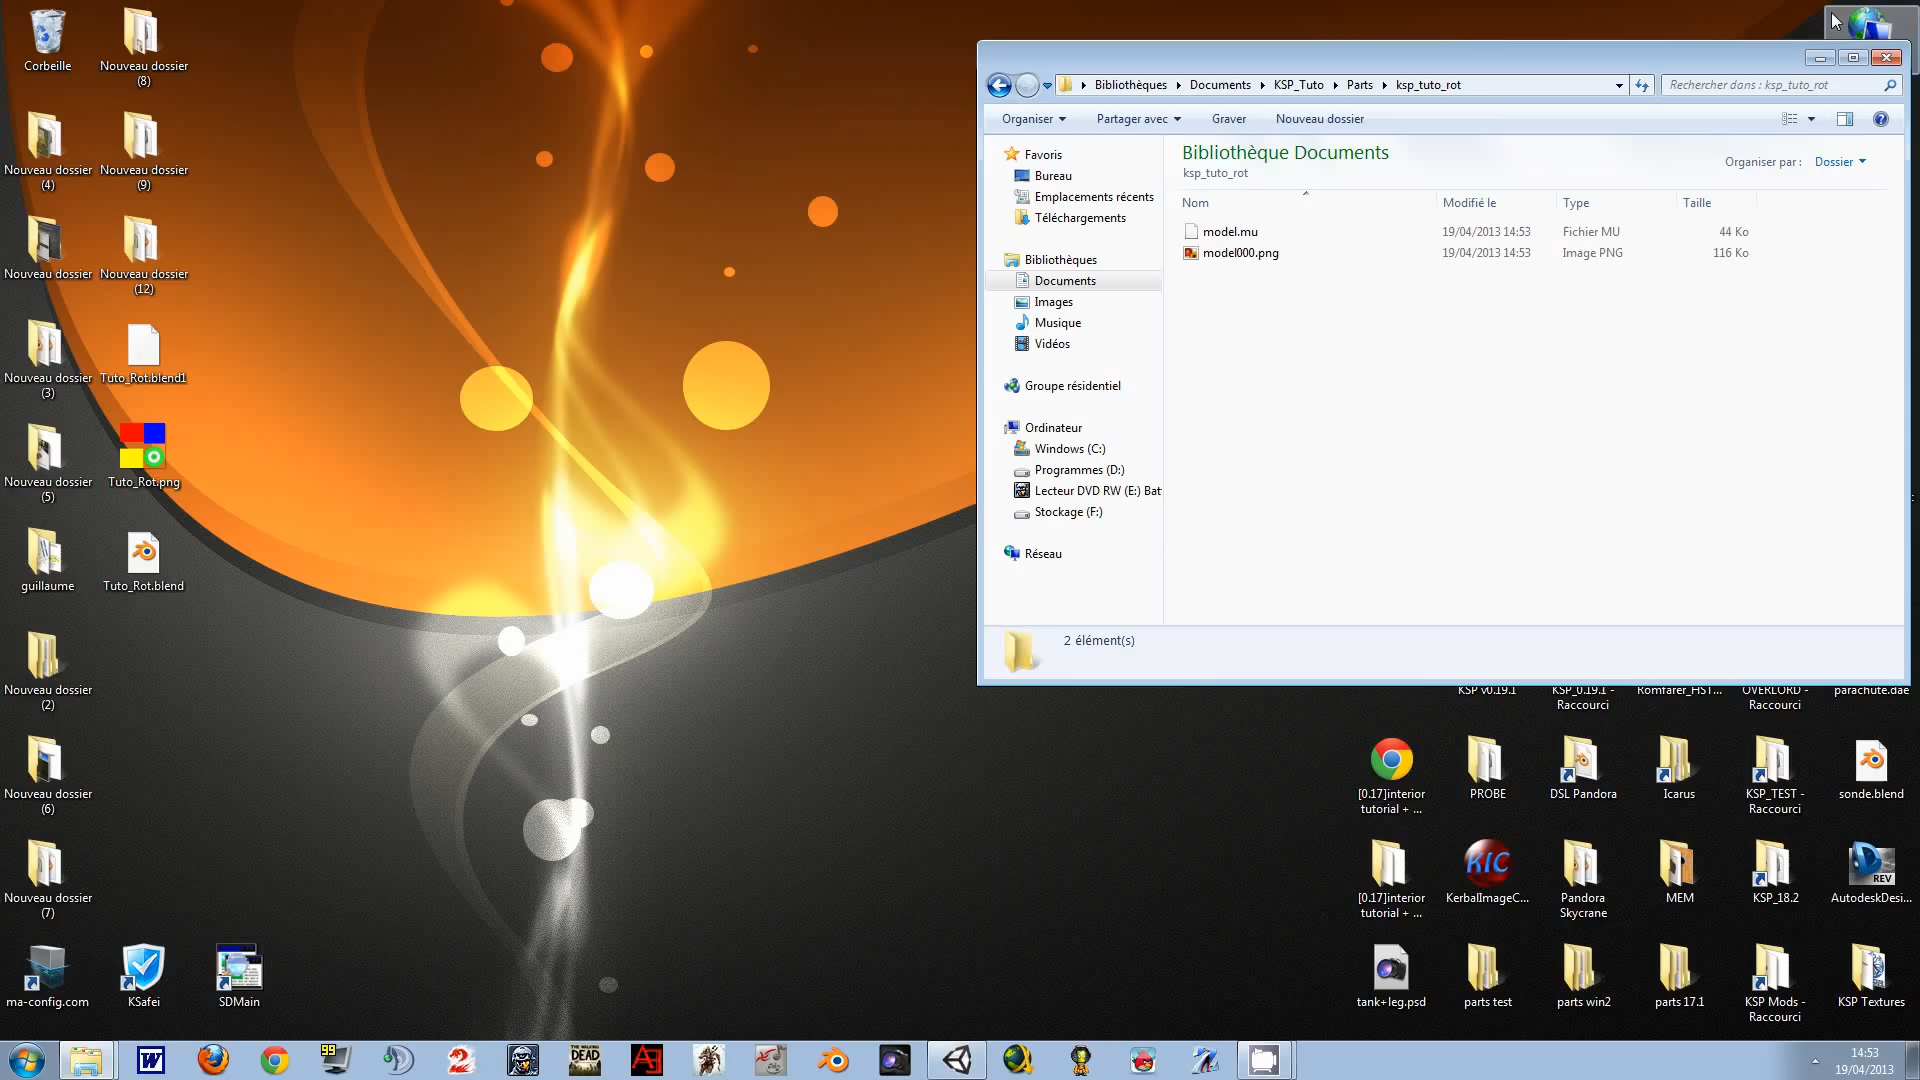 Corbeille
Nouveau dossier
(8)
Nouveau dossier
(4)
Nouveau dossier
(9)
Nouveau dossier
Nouveau dossier
(12)
Nouveau dossier
(3)
Tuto_Rot.blend1
Nouveau dossier
(5)
Tuto_Rot.png
guillaume
Tuto_Rot.blend
Nouveau dossier
(2)
Nouveau dossier
(6)
Nouveau dossier
(7)
ma-config.com
KSafei
SDMain
Bibliothèques
Documents
KSP_Tuto
Parts
ksp_tuto_rot
Rechercher dans : ksp_tuto_rot
Organiser
Partager avec
Graver
Nouveau dossier
Favoris
Bureau
Emplacements récents
Téléchargements
Bibliothèques
Documents
Images
Musique
Vidéos
Groupe résidentiel
Ordinateur
Windows (C:)
Programmes (D:)
Lecteur DVD RW (E:) Bat
Stockage (F:)
Réseau
Bibliothèque Documents
ksp_tuto_rot
Organiser par :
Dossier
Nom
Modifié le
Type
Taille
model.mu
19/04/2013 14:53
Fichier MU
44 Ko
model000.png
19/04/2013 14:53
Image PNG
116 Ko
2 élément(s)
KSP v0.19.1
KSP_0.19.1 -
Raccourci
Romfarer_HST...
OVERLORD -
Raccourci
parachute.dae
[0.17]interior
tutorial + ...
PROBE
DSL Pandora
Icarus
KSP_TEST -
Raccourci
sonde.blend
[0.17]interior
tutorial + ...
KIC
KerbalImageC...
Pandora
Skycrane
MEM
KSP_18.2
REV
AutodeskDesi...
tank+leg.psd
parts test
parts win2
parts 17.1
KSP Mods -
Raccourci
KSP Textures
W
99
2
DEAD
14:53
19/04/2013